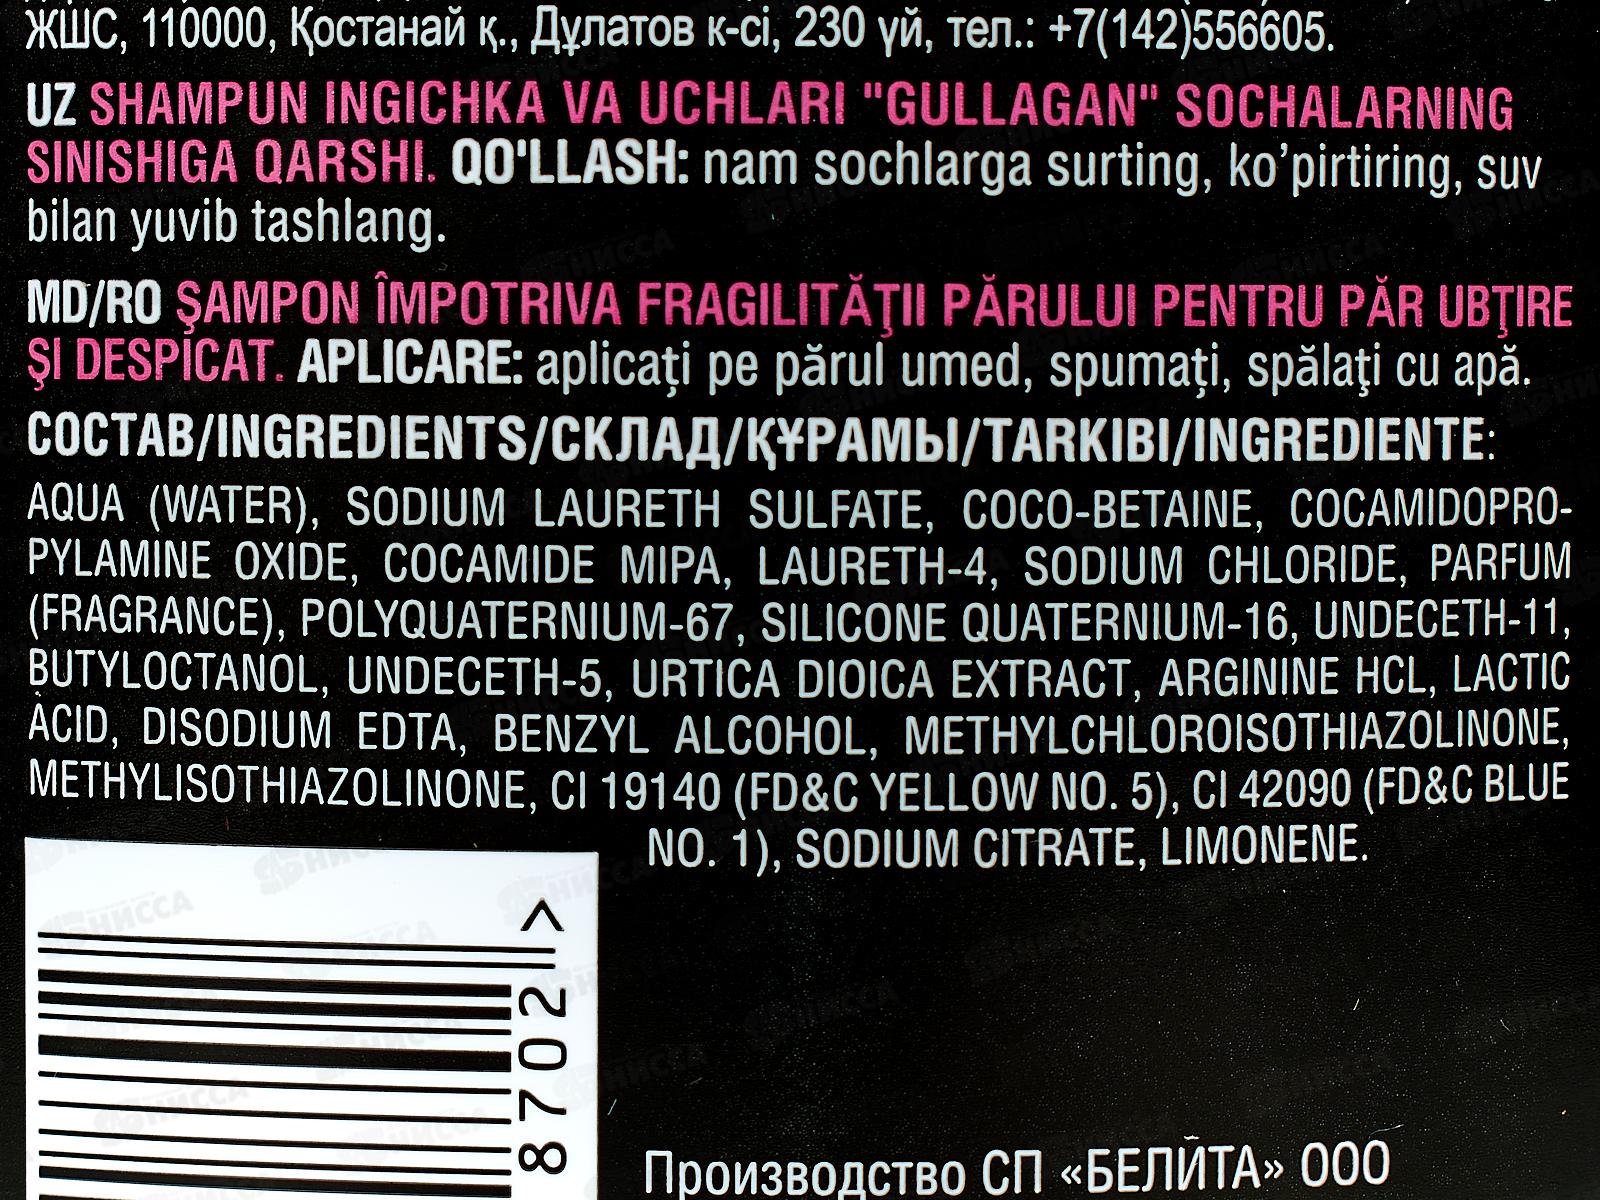 ЖШС, 110000, Қостанай қ., Дұлатов к-сі, 230 үй, тел.: +7(142)556605.
UZ SHAMPUN INGICHKA VA UCHLARI "GULLAGAN" SOCHALARNING
SINISHIGA QARSHI. QO'LLASH: nam sochlarga surting, ko’pirtiring, suv
bilan yuvib tashlang.
MD/RO ŞAMPON ÎMPOTRIVA FRAGILITĂŢII PĂRULUI PENTRU PĂR UBŢIRE
ŞI DESPICAT. APLICARE: aplicați pe părul umed, spumați, spălaţi cu apă.
СОСТАВ/INGREDIENTS/СКЛАД/ҚҰРАМЫ/TARKIBI/INGREDIENTE:
AQUA (WATER), SODIUM LAURETH SULFATE, COCO-BETAINE, COCAMIDOPRO-
PYLAMINE OXIDE, COCAMIDE MIPA, LAURETH-4, SODIUM CHLORIDE, PARFUM
(FRAGRANCE), POLYQUATERNIUM-67, SILICONE QUATERNIUM-16, UNDECETH-11,
BUTYLOCTANOL, UNDECETH-5, URTICA DIOICA EXTRACT, ARGININE HCL, LACTIC
ACID, DISODIUM EDTA, BENZYL ALCOHOL, METHYLCHLOROISOTHIAZOLINONE,
METHYLISOTHIAZOLINONE, CI 19140 (FD&C YELLOW NO. 5), CI 42090 (FD&C BLUE
NO. 1), SODIUM CITRATE, LIMONENE.
8702>
Производство СП «БЕЛИТА» ООО